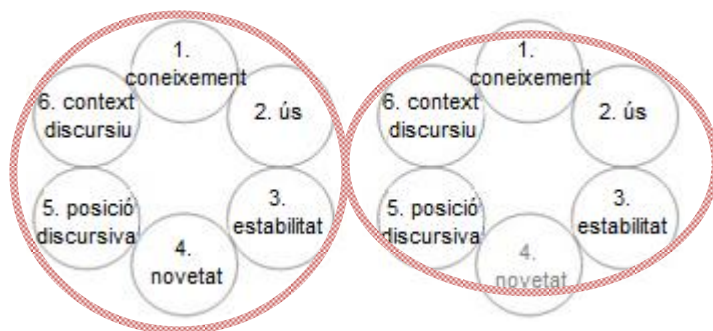 1.
coneixement
2. ús
3.
estabilitat
4.
novetat
5. posició
discursiva
6. context
discursiu
1.
coneixement
2. ús
3.
estabilitat
4.
novetat
5. posició
discursiva
6. context
discursiu